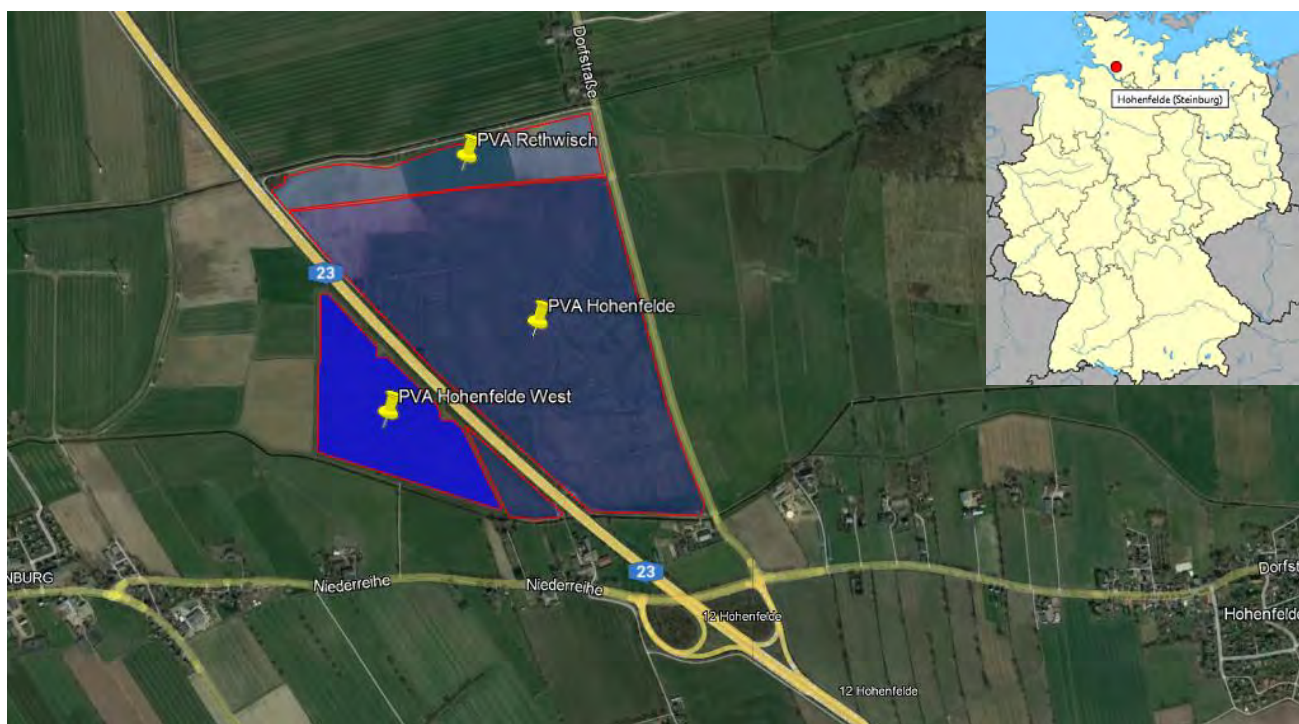 Dorfstraße
Hohenfelde (Steinburg)
PVA Rethwisch
23
PVA Hohenfelde
PVA Hohenfelde West
23
NBURG
Niederreihe
Niederreihe
12 Hohenfelde
Dorfst
Hohenfelde
12 Hohenfelde